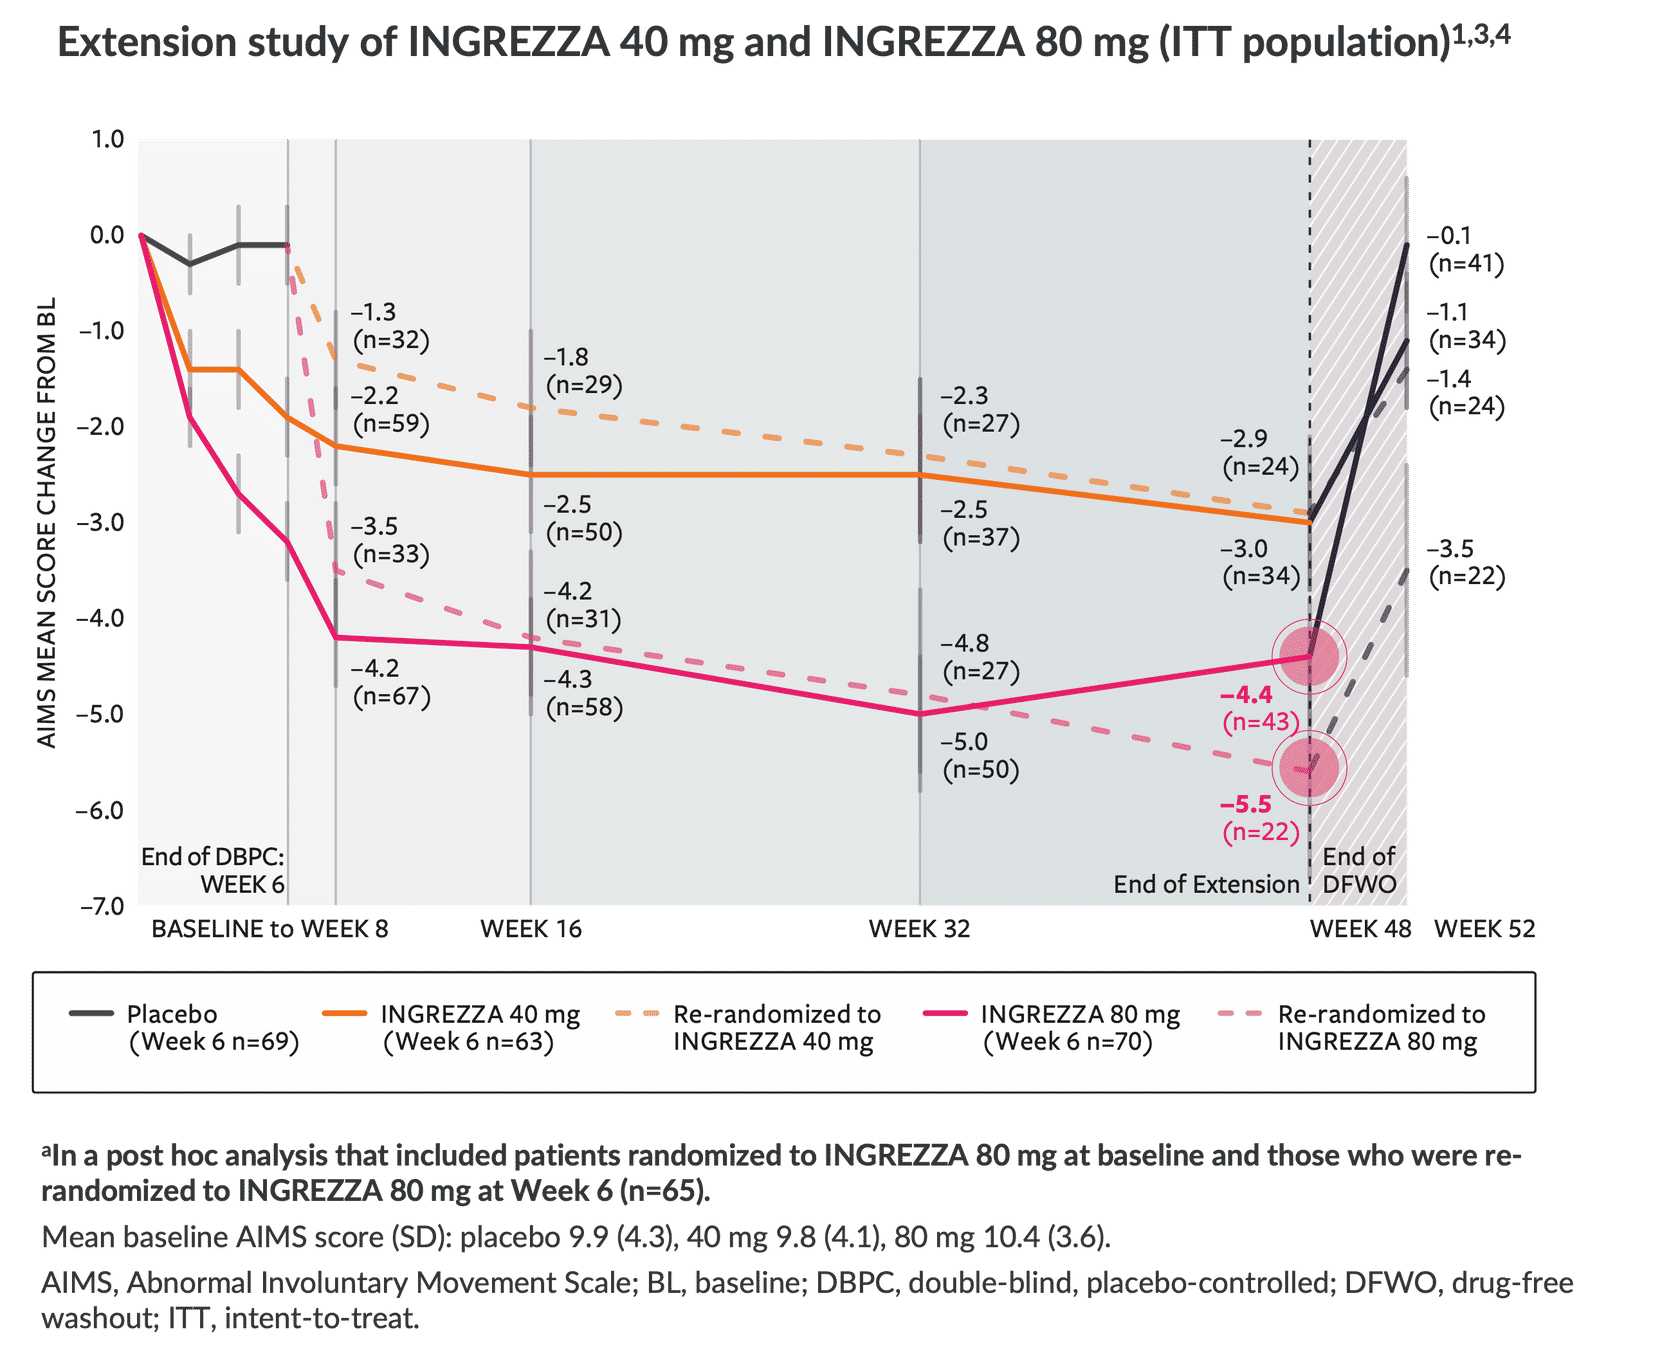 Extension study of INGREZZA 40 mg and INGREZZA 80 mg (ITT population)1,3,4
AIMS MEAN SCORE CHANGE FROM BL
1.0
0.0
–1.0
–2.0
–3.0
–4.0
–5.0
–6.0
–7.0
–1.3
(n=32)
–2.2
(n=59)
–3.5
(n=33)
–4.2
(n=67)
–1.8
(n=29)
–2.5
(n=50)
–4.2
(n=31)
–4.3
(n=58)
–2.3
(n=27)
–2.5
(n=37)
–4.8
(n=27)
–5.0
(n=50)
–2.9
(n=24)
–3.0
(n=34)
–4.4
(n=43)
–5.5
(n=22)
–0.1
(n=41)
–1.1
(n=34)
–1.4
(n=24)
–3.5
(n=22)
End of DBPC:
WEEK 6
End of Extension
End of
DFWO
BASELINE to WEEK 8
WEEK 16
WEEK 32
WEEK 48
WEEK 52
Placebo
(Week 6 n=69)
INGREZZA 40 mg
(Week 6 n=63)
Re-randomized to
INGREZZA 40 mg
INGREZZA 80 mg
(Week 6 n=70)
Re-randomized to
INGREZZA 80 mg
aIn a post hoc analysis that included patients randomized to INGREZZA 80 mg at baseline and those who were re-
randomized to INGREZZA 80 mg at Week 6 (n=65).
Mean baseline AIMS score (SD): placebo 9.9 (4.3), 40 mg 9.8 (4.1), 80 mg 10.4 (3.6).
AIMS, Abnormal Involuntary Movement Scale; BL, baseline; DBPC, double-blind, placebo-controlled; DFWO, drug-free
washout; ITT, intent-to-treat.